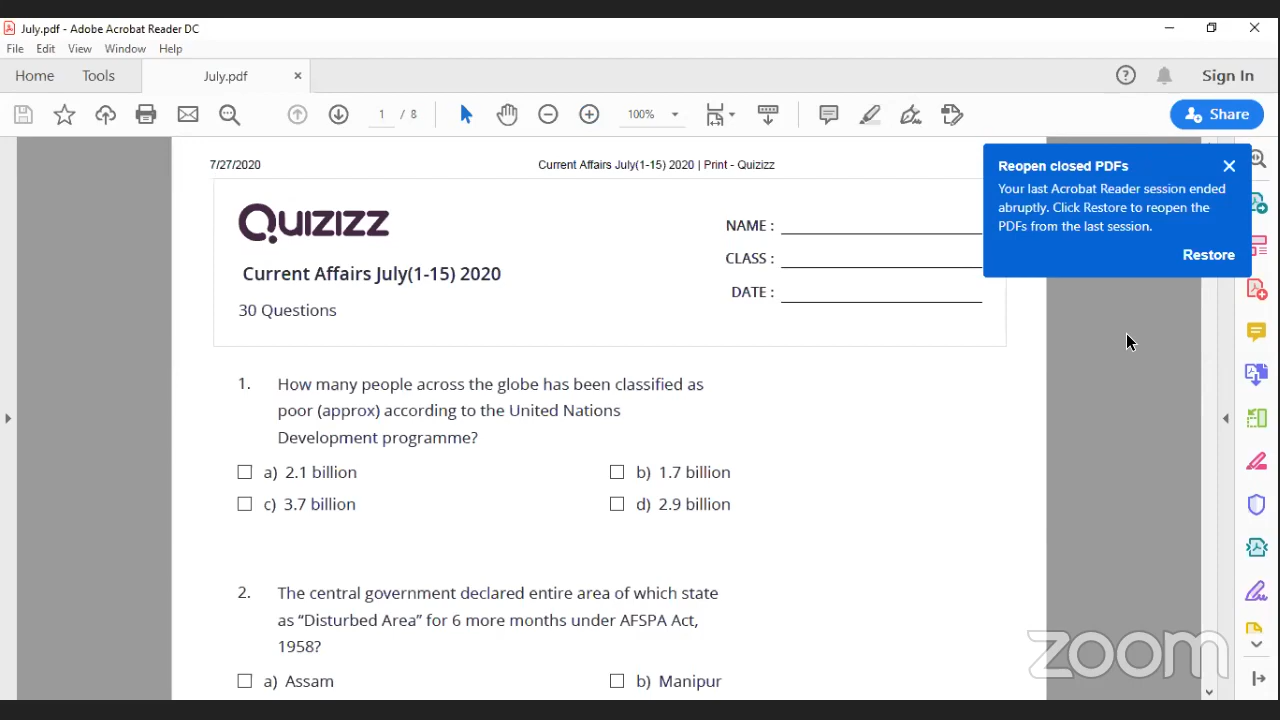 July.pdf - Adobe Acrobat Reader DC
File Edit View Window Help
Home Tools July.pdf Sign In
1 / 8 100% Share
7/27/2020 Current Affairs July(1-15) 2020 | Print - Quizizz
Reopen closed PDFs
Your last Acrobat Reader session ended
abruptly. Click Restore to reopen the
PDFs from the last session.
Restore
Quizizz
NAME :
CLASS :
DATE :
Current Affairs July(1-15) 2020
30 Questions
1. How many people across the globe has been classified as
poor (approx) according to the United Nations
Development programme?
a) 2.1 billion b) 1.7 billion
c) 3.7 billion d) 2.9 billion
2. The central government declared entire area of which state
as “Disturbed Area” for 6 more months under AFSPA Act,
1958?
a) Assam b) Manipur
zoom